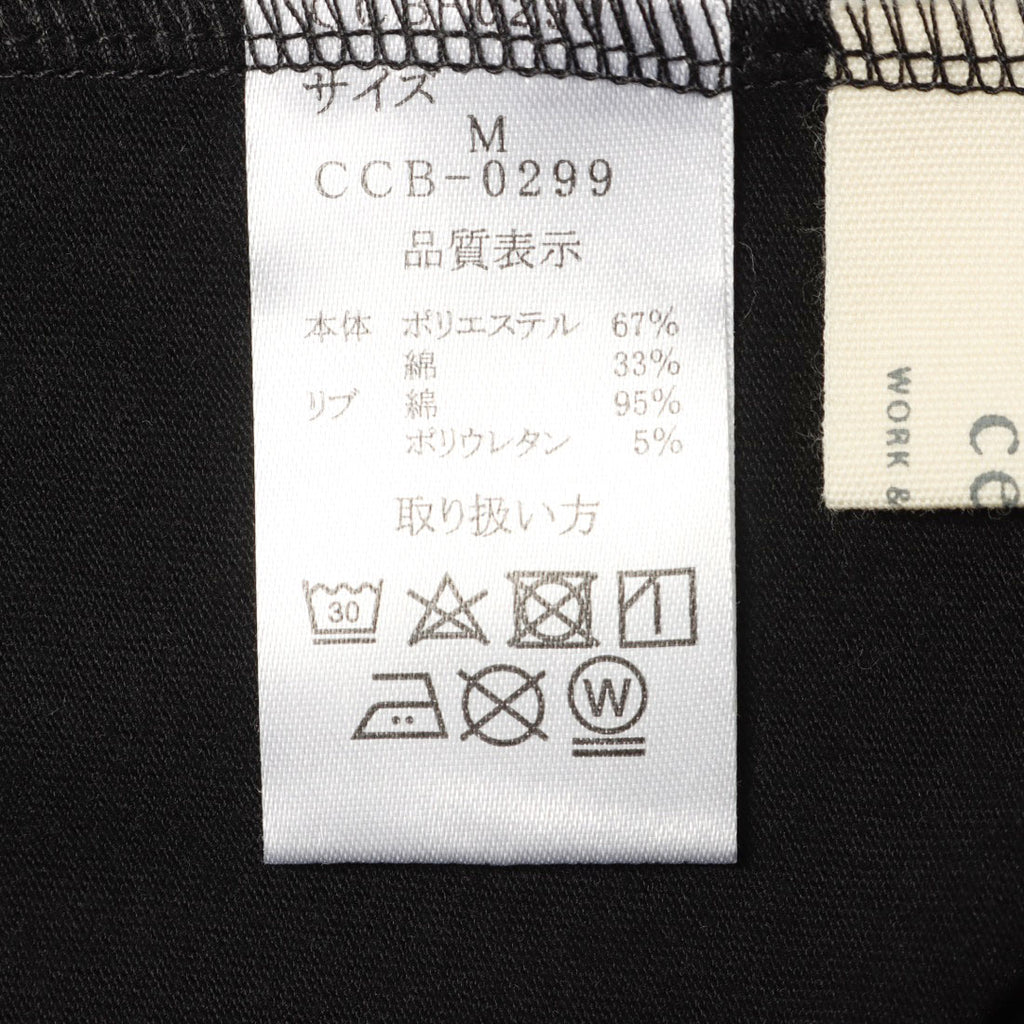 サイズ
M
CCB-0299
品質表示
本体 ポリエステル 67%
綿 33%
リブ 綿 95%
ポリウレタン 5%
取り扱い方
30
W
WORK &